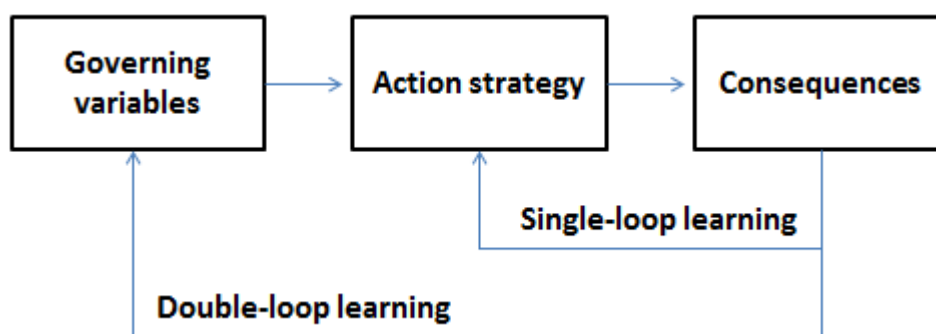 Governing
variables
Action strategy
Consequences
Single-loop learning
Double-loop learning